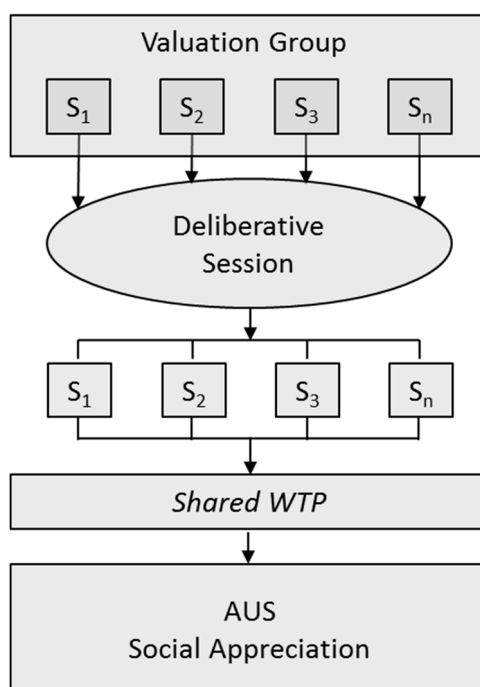 Valuation Group
S₁ S₂ S₃ Sₙ
Deliberative
Session
S₁ S₂ S₃ Sₙ
Shared WTP
AUS
Social Appreciation